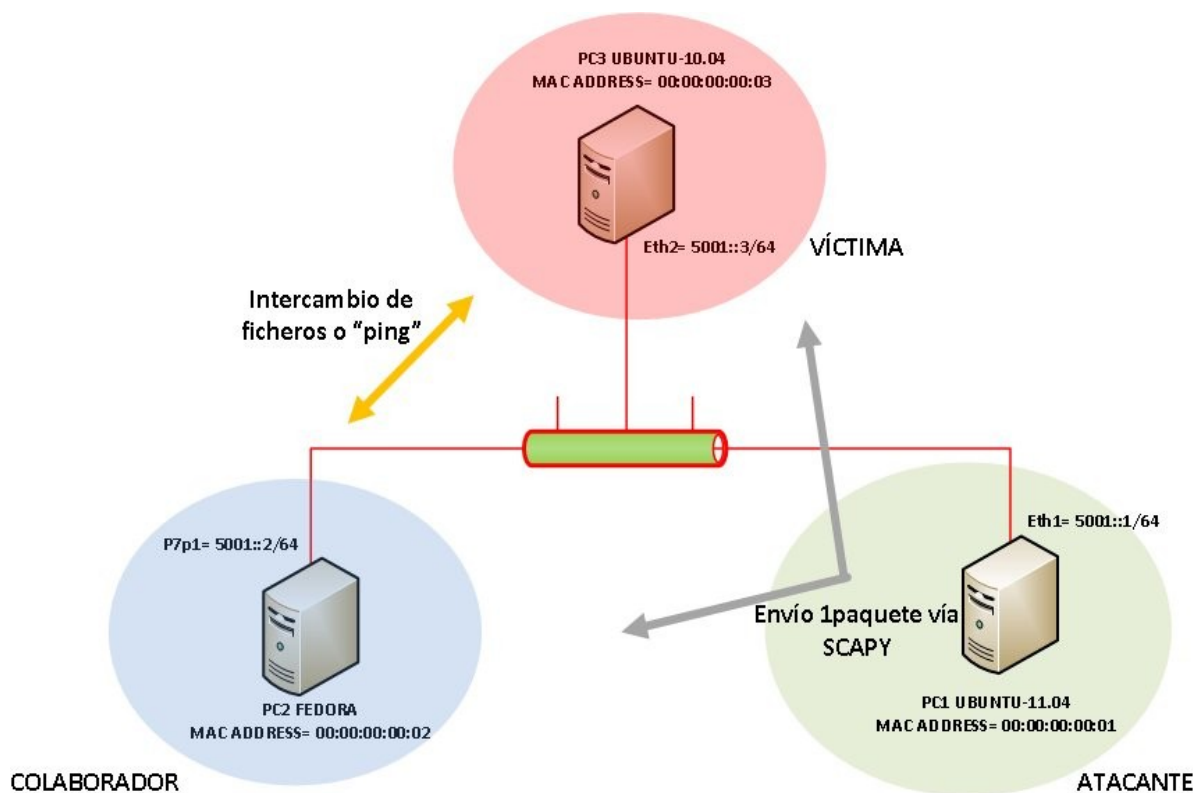 PC3 UBUNTU-10.04
MAC ADDRESS= 00:00:00:00:03
Eth2= 5001::3/64
VÍCTIMA
Intercambio de
ficheros o “ping”
P7p1= 5001::2/64
Eth1= 5001::1/64
Envío 1paquete vía
SCAPY
PC2 FEDORA
MAC ADDRESS= 00:00:00:00:02
PC1 UBUNTU-11.04
MAC ADDRESS= 00:00:00:00:01
COLABORADOR
ATACANTE